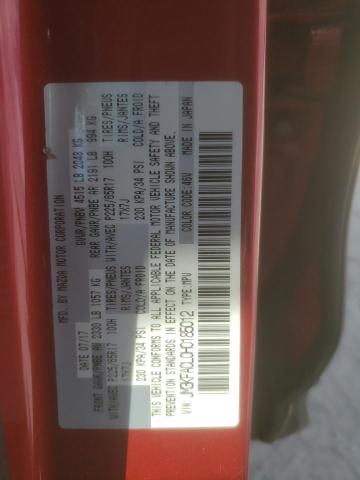 MFD. BY MAZDA MOTOR CORPORATION
DATE: 07/17 GVWR/PNBV 4515 LB 2048 KG
FRONT GAWR/PNBE AV 2330 LB 1057 KG REAR GAWR/PNBE AR 2191 LB 994 KG
WITH/AVEC P225/65R17 100H TIRES/PNEUS WITH/AVEC P225/65R17 100H TIRES/PNEUS
17X7J RIMS/JANTES 17X7J RIMS/JANTES
230 KPA/34 PSI COLD/A FROID 230 KPA/34 PSI COLD/A FROID
THIS VEHICLE CONFORMS TO ALL APPLICABLE FEDERAL MOTOR VEHICLE SAFETY AND THEFT
PREVENTION STANDARDS IN EFFECT ON THE DATE OF MANUFACTURE SHOWN ABOVE.
VIN: JM3KFACL0H0186012 TYPE: MPV COLOR CODE: 46V MADE IN JAPAN